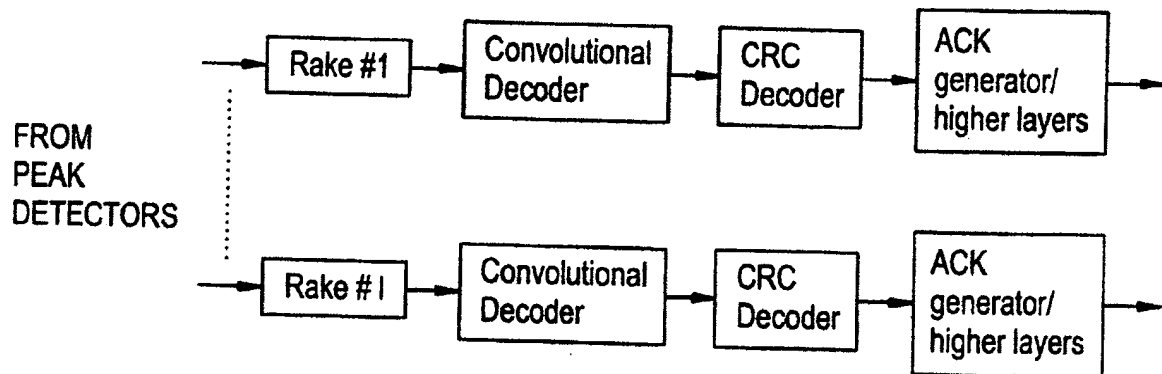 Rake #1
Convolutional
Decoder
CRC
Decoder
ACK
generator/
higher layers
FROM
PEAK
DETECTORS
Rake # I
Convolutional
Decoder
CRC
Decoder
ACK
generator/
higher layers